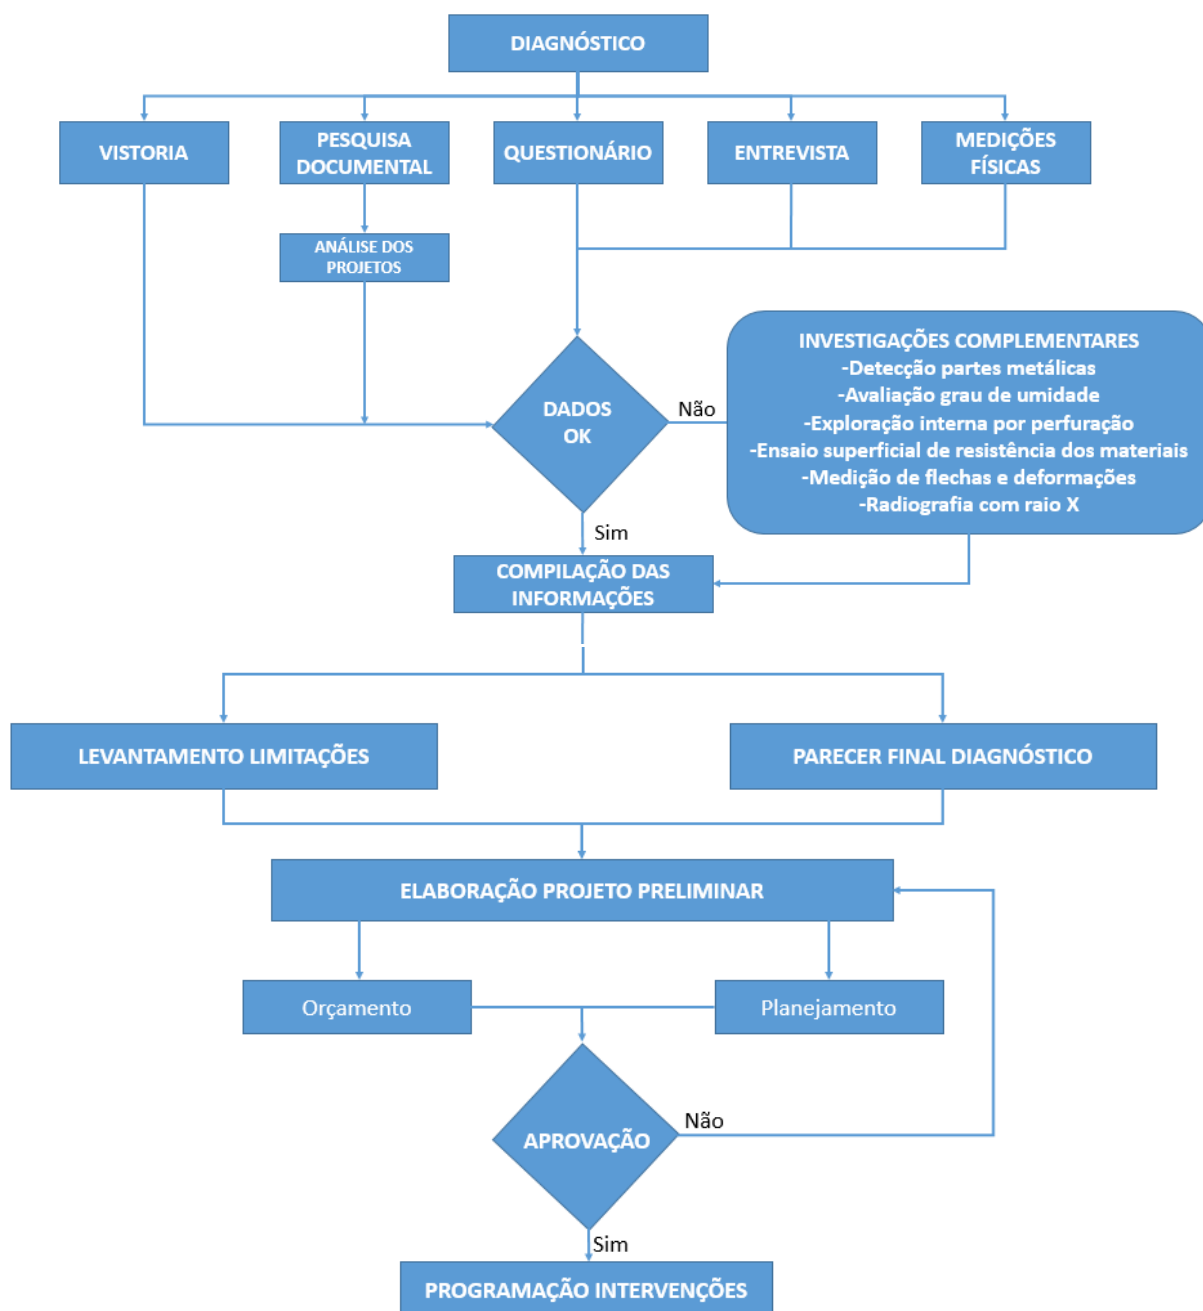 DIAGNÓSTICO
VISTORIA
PESQUISA
DOCUMENTAL
QUESTIONÁRIO
ENTREVISTA
MEDIÇÕES
FÍSICAS
ANÁLISE DOS
PROJETOS
INVESTIGAÇÕES COMPLEMENTARES
-Detecção partes metálicas
-Avaliação grau de umidade
-Exploração interna por perfuração
-Ensaio superficial de resistência dos materiais
-Medição de flechas e deformações
-Radiografia com raio X
DADOS
OK
Não
Sim
COMPILAÇÃO DAS
INFORMAÇÕES
LEVANTAMENTO LIMITAÇÕES
PARECER FINAL DIAGNÓSTICO
ELABORAÇÃO PROJETO PRELIMINAR
Orçamento
Planejamento
APROVAÇÃO
Não
Sim
PROGRAMAÇÃO INTERVENÇÕES